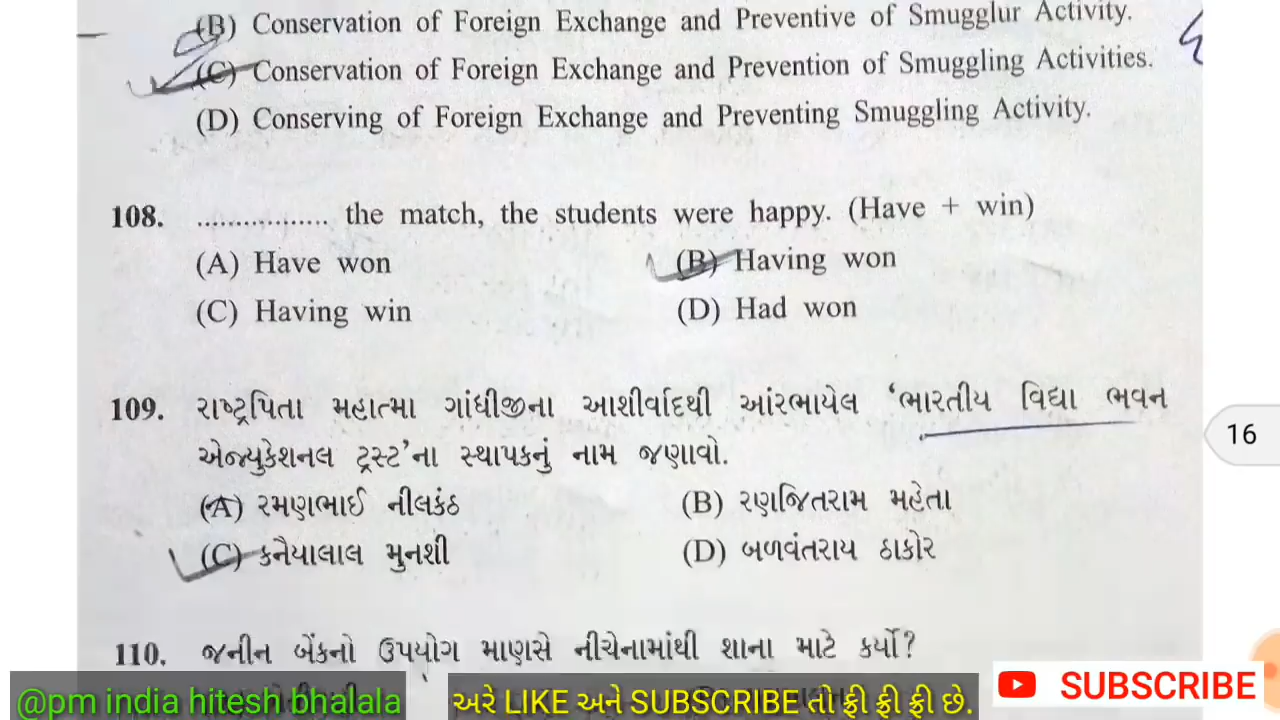 (B) Conservation of Foreign Exchange and Preventive of Smugglur Activity.
(C) Conservation of Foreign Exchange and Prevention of Smuggling Activities.
(D) Conserving of Foreign Exchange and Preventing Smuggling Activity.
108. ................. the match, the students were happy. (Have + win)
(A) Have won (B) Having won
(C) Having win (D) Had won
109. રાષ્ટ્રપિતા મહાત્મા ગાંધીજીના આશીર્વાદથી આંરભાયેલ ‘ભારતીય વિદ્યા ભવન
એજ્યુકેશનલ ટ્રસ્ટ’ના સ્થાપકનું નામ જણાવો.
(A) રમણભાઈ નીલકંઠ (B) રણજિતરામ મહેતા
(C) કનૈયાલાલ મુનશી (D) બળવંતરાય ઠાકોર
16
110. જનીન બેંકનો ઉપયોગ માણસે નીચેનામાંથી શાના માટે કર્યો?
@pm india hitesh bhalala અરે LIKE અને SUBSCRIBE તો ફ્રી ફ્રી ફ્રી છે. SUBSCRIBE